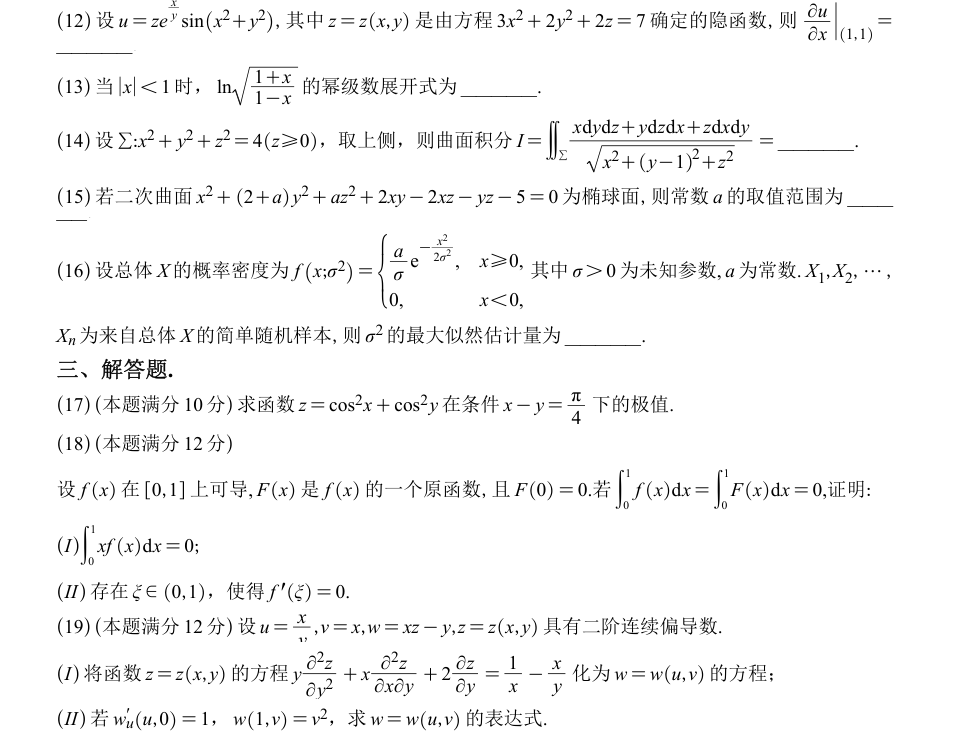 (12) 设 u = ze^{x/y} sin(x²+y²), 其中 z = z(x,y) 是由方程 3x² + 2y² + 2z = 7 确定的隐函数, 则 ∂u/∂x |_(1,1) =
________
(13) 当 |x| < 1 时， ln√((1+x)/(1−x)) 的幂级数展开式为 ________.
(14) 设 Σ:x² + y² + z² = 4(z⩾0)，取上侧，则曲面积分 I = ∬_Σ (xdydz+ydzdx+zdxdy)/√(x²+(y−1)²+z²) = ________.
(15) 若二次曲面 x² + (2+a)y² + az² + 2xy − 2xz − yz − 5 = 0 为椭球面, 则常数 a 的取值范围为 _____
___
(16) 设总体 X 的概率密度为 f(x;σ²) = { (a/σ) e^{−x²/(2σ²)}, x⩾0, 0, x<0, 其中 σ > 0 为未知参数, a 为常数. X₁,X₂, ⋯ ,
Xₙ 为来自总体 X 的简单随机样本, 则 σ² 的最大似然估计量为 ________.
三、解答题.
(17) (本题满分 10 分) 求函数 z = cos²x + cos²y 在条件 x − y = π/4 下的极值.
(18) (本题满分 12 分)
设 f(x) 在 [0,1] 上可导, F(x) 是 f(x) 的一个原函数, 且 F(0) = 0.若 ∫₀¹ f(x)dx = ∫₀¹ F(x)dx = 0,证明:
(I) ∫₀¹ xf(x)dx = 0;
(II) 存在 ξ ∈ (0,1)，使得 f′(ξ) = 0.
(19) (本题满分 12 分) 设 u = x/y ,v = x,w = xz − y,z = z(x,y) 具有二阶连续偏导数.
(I) 将函数 z = z(x,y) 的方程 y ∂²z/∂y² + x ∂²z/∂x∂y + 2 ∂z/∂y = 1/x − x/y 化为 w = w(u,v) 的方程；
(II) 若 w′ᵤ(u,0) = 1， w(1,v) = v²，求 w = w(u,v) 的表达式.